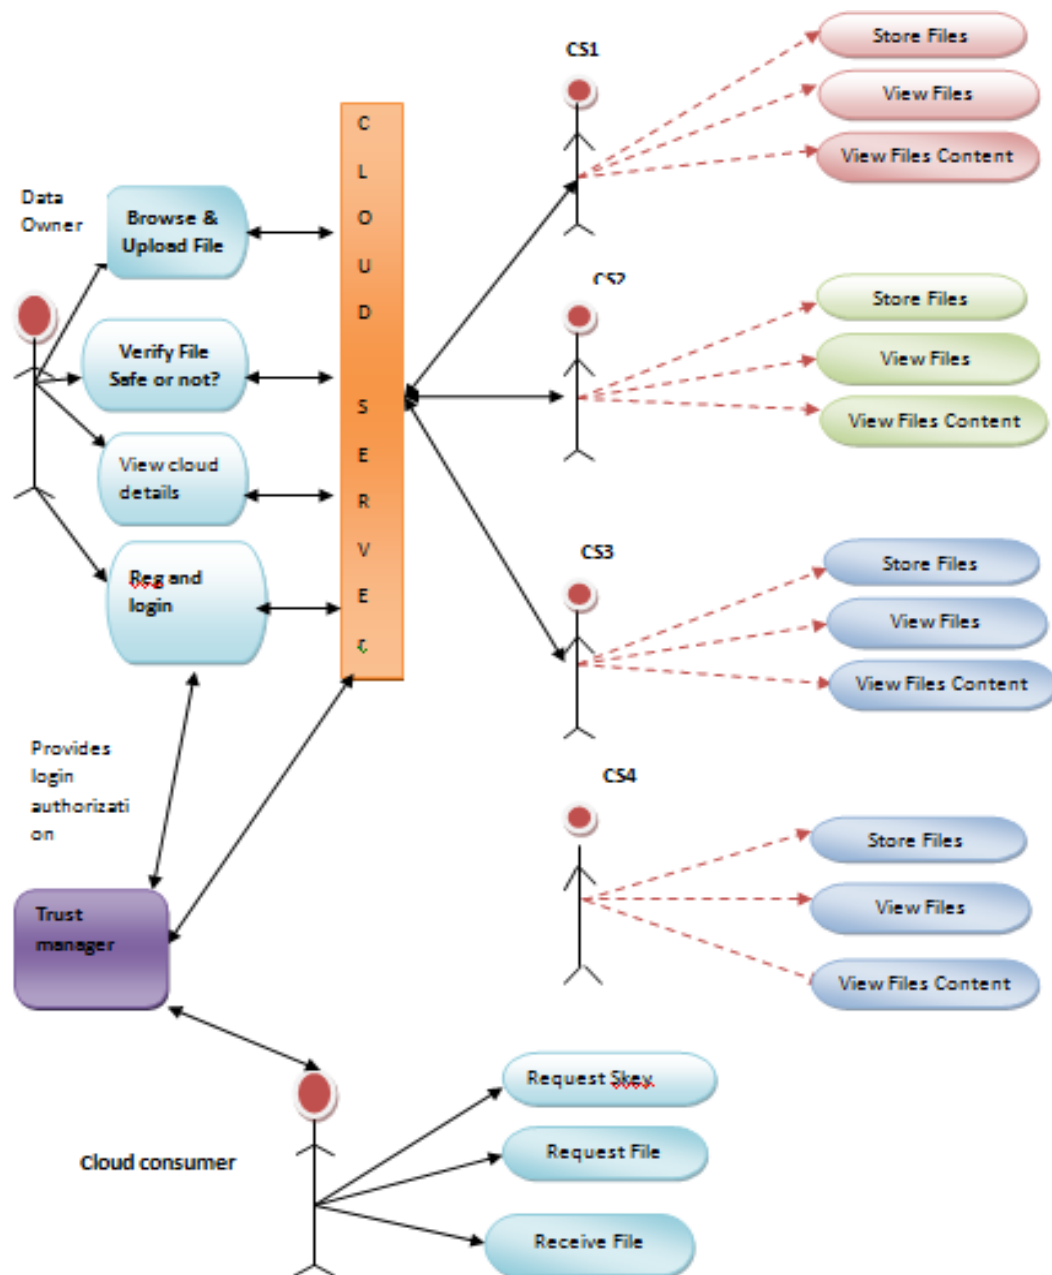 CS1
Store Files
View Files
View Files Content
Data
Owner
Browse &
Upload File
Verify File
Safe or not?
View cloud
details
Reg and
login
C
L
O
U
D
S
E
R
V
E
CS2
Store Files
View Files
View Files Content
CS3
Store Files
View Files
View Files Content
Provides
login
authorizati
on
CS4
Store Files
View Files
View Files Content
Trust
manager
Cloud consumer
Request Skey
Request File
Receive File